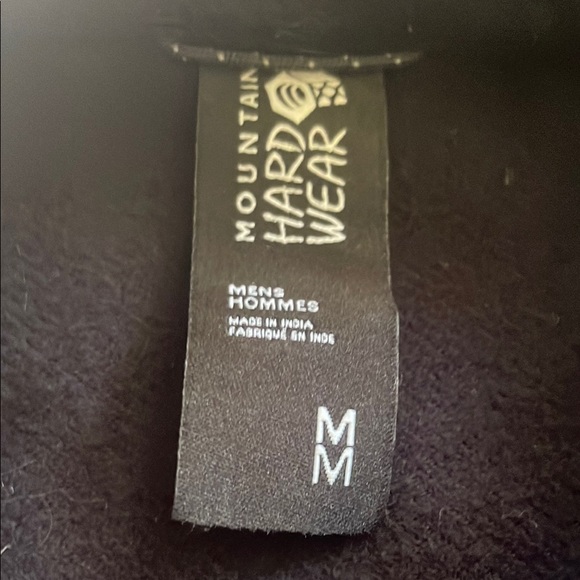 MOUNTAIN
HARD
WEAR
MENS
HOMMES
MADE IN INDIA
FABRIQUÉ EN INDE
M
M